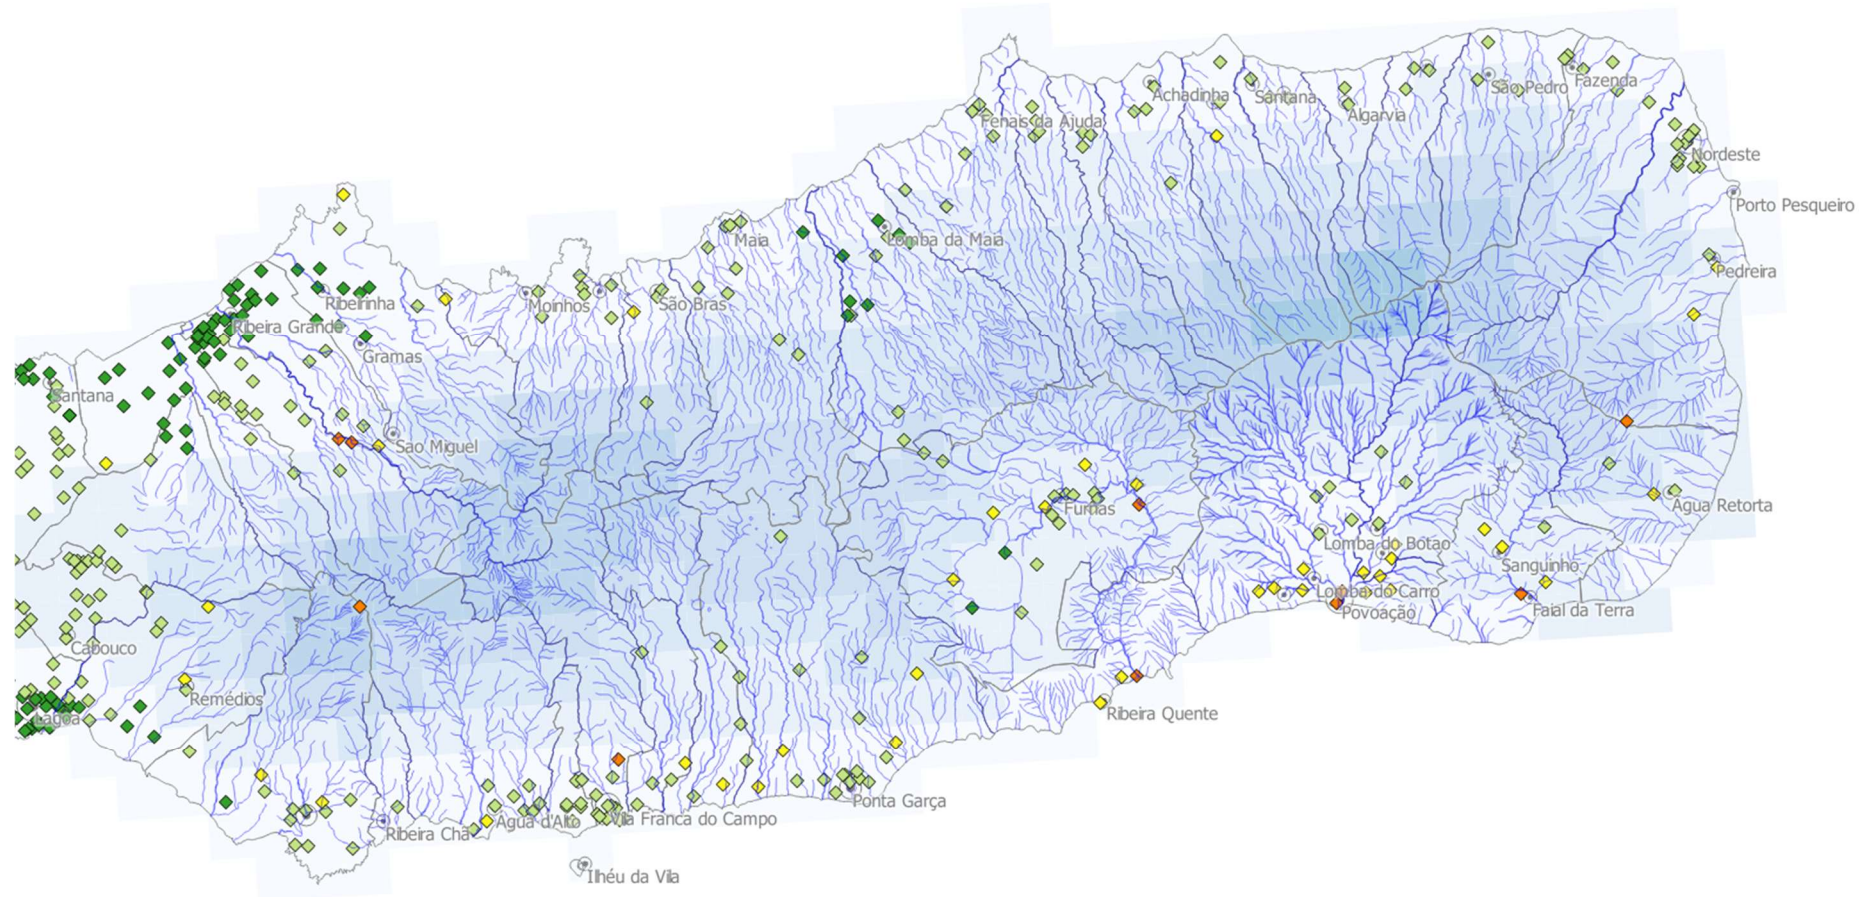 São Pedro
Fazenda
Achadinha
Santana
Algarvia
Fenais da Ajuda
Nordeste
Porto Pesqueiro
Maia
Lomba da Maia
Pedreira
Ribeirinha
Moinhos
São Brás
Ribeira Grande
Gramas
Santana
Sao Miguel
Furnas
Água Retorta
Lomba do Botao
Sanguinho
Lomba do Carro
Povoação
Faial da Terra
Cabouco
Remédios
Lagoa
Ribeira Quente
Ponta Garça
Água d'Alto
Vila Franca do Campo
Ribeira Chã
Ilhéu da Vila